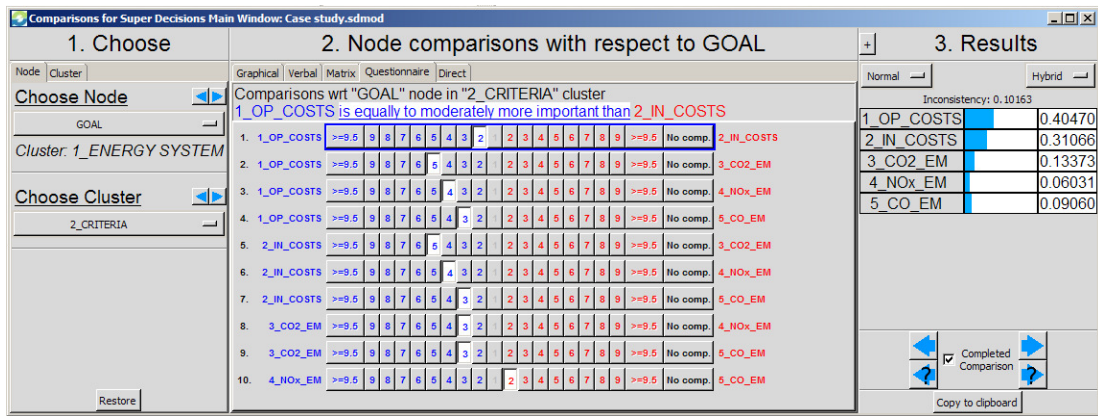 Comparisons for Super Decisions Main Window: Case study.sdmod
1. Choose
Node Cluster
Choose Node
GOAL
Cluster: 1_ENERGY SYSTEM
Choose Cluster
2_CRITERIA
Restore
2. Node comparisons with respect to GOAL
Graphical Verbal Matrix Questionnaire Direct
Comparisons wrt "GOAL" node in "2_CRITERIA" cluster
1_OP_COSTS is equally to moderately more important than 2_IN_COSTS
1. 1_OP_COSTS >=9.5 9 8 7 6 5 4 3 2 1 2 3 4 5 6 7 8 9 >=9.5 No comp. 2_IN_COSTS
2. 1_OP_COSTS >=9.5 9 8 7 6 5 4 3 2 1 2 3 4 5 6 7 8 9 >=9.5 No comp. 3_CO2_EM
3. 1_OP_COSTS >=9.5 9 8 7 6 5 4 3 2 1 2 3 4 5 6 7 8 9 >=9.5 No comp. 4_NOx_EM
4. 1_OP_COSTS >=9.5 9 8 7 6 5 4 3 2 1 2 3 4 5 6 7 8 9 >=9.5 No comp. 5_CO_EM
5. 2_IN_COSTS >=9.5 9 8 7 6 5 4 3 2 1 2 3 4 5 6 7 8 9 >=9.5 No comp. 3_CO2_EM
6. 2_IN_COSTS >=9.5 9 8 7 6 5 4 3 2 1 2 3 4 5 6 7 8 9 >=9.5 No comp. 4_NOx_EM
7. 2_IN_COSTS >=9.5 9 8 7 6 5 4 3 2 1 2 3 4 5 6 7 8 9 >=9.5 No comp. 5_CO_EM
8. 3_CO2_EM >=9.5 9 8 7 6 5 4 3 2 1 2 3 4 5 6 7 8 9 >=9.5 No comp. 4_NOx_EM
9. 3_CO2_EM >=9.5 9 8 7 6 5 4 3 2 1 2 3 4 5 6 7 8 9 >=9.5 No comp. 5_CO_EM
10. 4_NOx_EM >=9.5 9 8 7 6 5 4 3 2 1 2 3 4 5 6 7 8 9 >=9.5 No comp. 5_CO_EM
+ 3. Results
Normal Hybrid
Inconsistency: 0.10163
1_OP_COSTS 0.40470
2_IN_COSTS 0.31066
3_CO2_EM 0.13373
4_NOx_EM 0.06031
5_CO_EM 0.09060
Completed
Comparison
? ?
Copy to clipboard